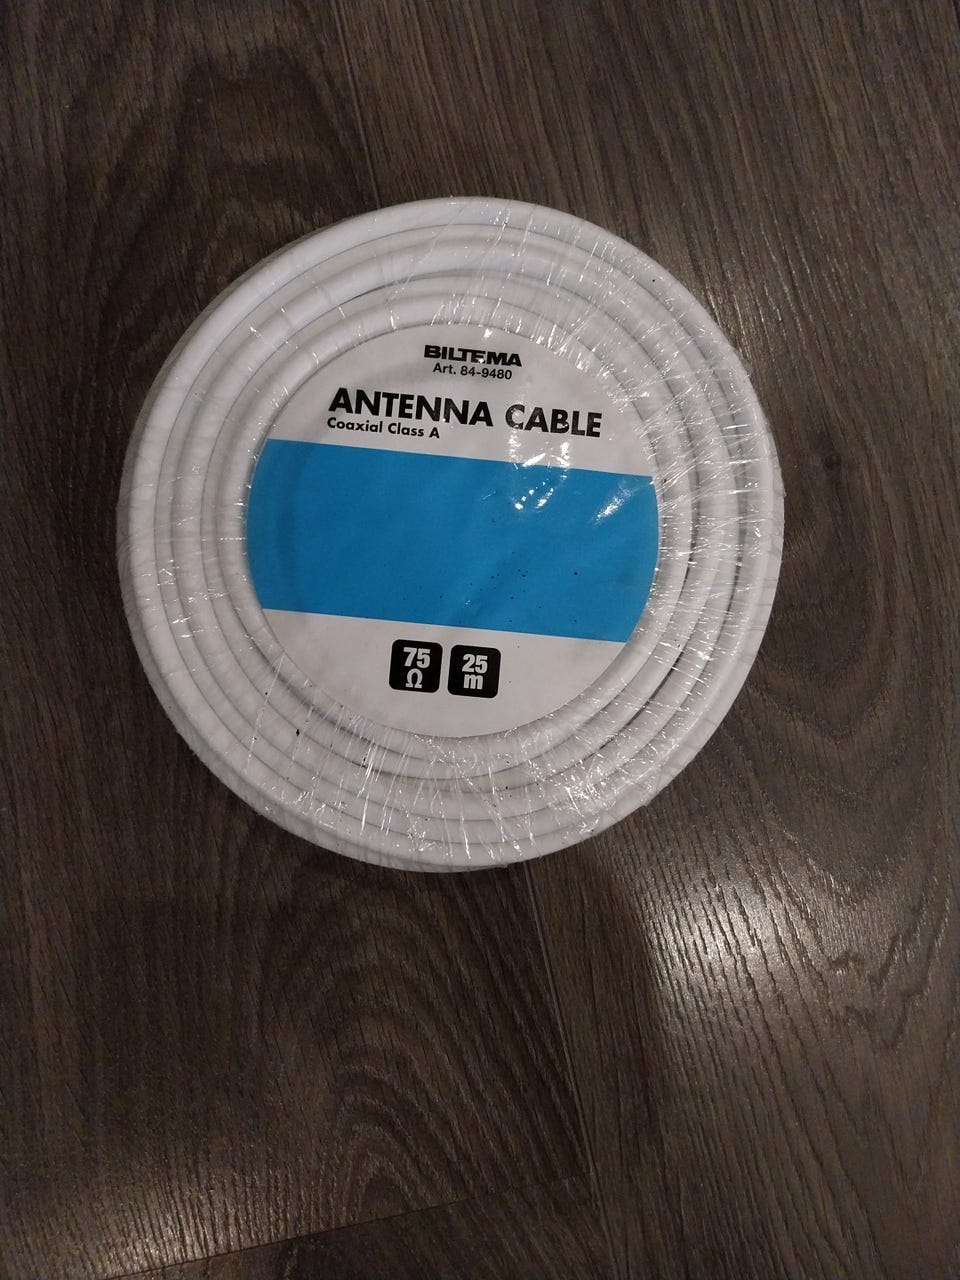 BILTEMA
Art. 84-9480
ANTENNA CABLE
Coaxial Class A
75
Ω
25
m